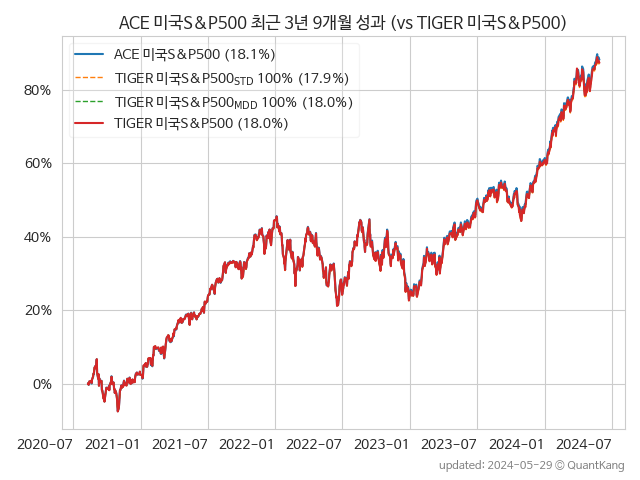 ACE 미국S&P500 최근 3년 9개월 성과 (vs TIGER 미국S&P500)
ACE 미국S&P500 (18.1%)
TIGER 미국S&P500STD 100% (17.9%)
TIGER 미국S&P500MDD 100% (18.0%)
TIGER 미국S&P500 (18.0%)
80%
60%
40%
20%
0%
2020-07 2021-01 2021-07 2022-01 2022-07 2023-01 2023-07 2024-01 2024-07
updated: 2024-05-29 © QuantKang